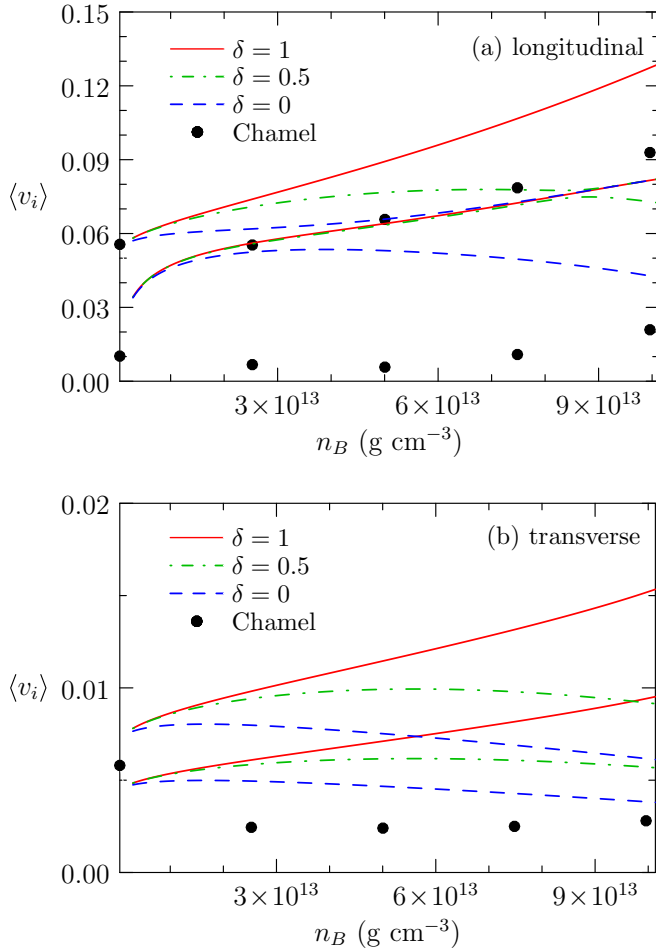 0.15
(a) longitudinal
δ = 1
δ = 0.5
δ = 0
Chamel
0.12
0.09
⟨v_i⟩
0.06
0.03
0.00
3×10^13
6×10^13
9×10^13
n_B (g cm^−3)
0.02
(b) transverse
δ = 1
δ = 0.5
δ = 0
Chamel
⟨v_i⟩
0.01
0.00
3×10^13
6×10^13
9×10^13
n_B (g cm^−3)